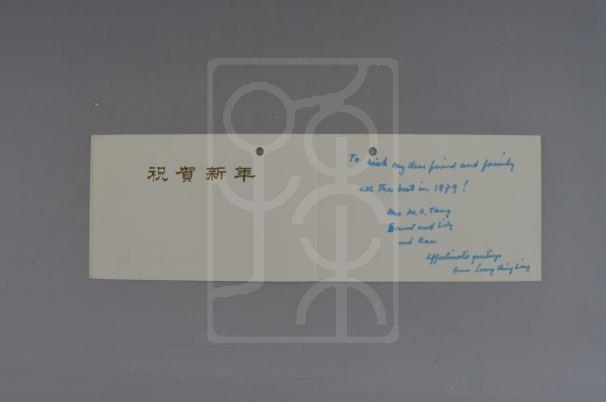 祝賀新年
To wish my dear friend and family
all the best in 1979!
Mrs M. O. Tang
Ernest and Lily
and
Affectionate greetings
from Soong Ching Ling